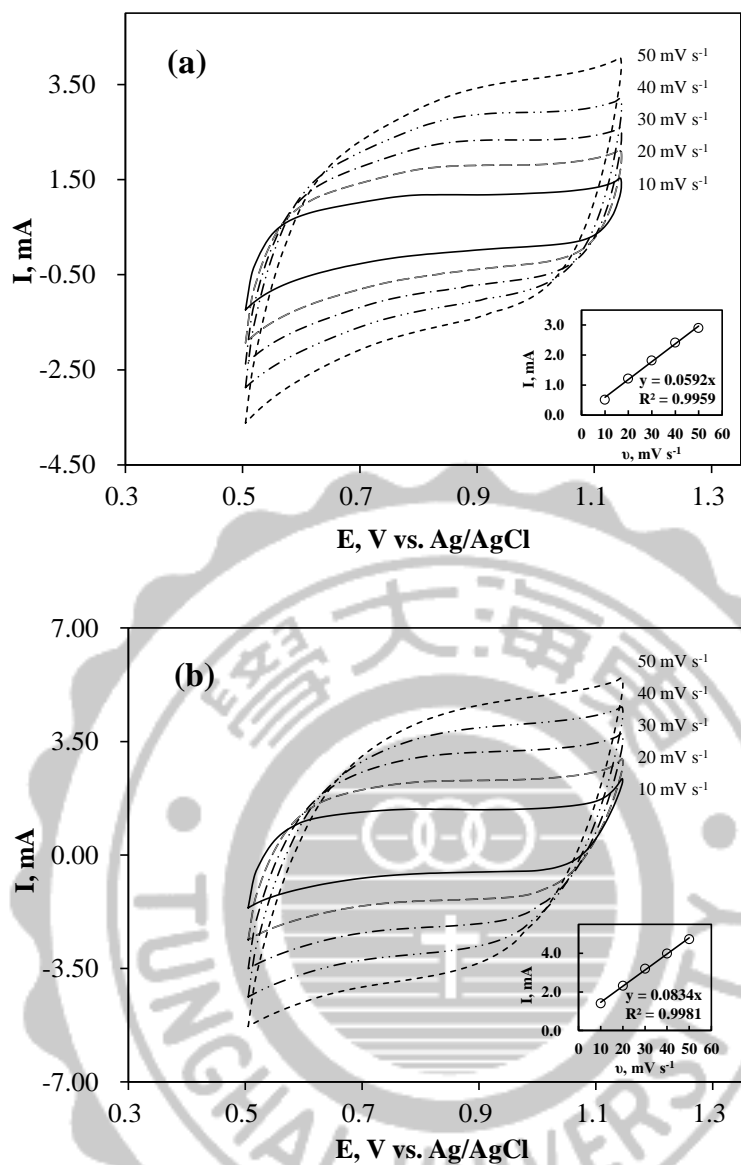 (a)
50 mV s-1
40 mV s-1
30 mV s-1
20 mV s-1
10 mV s-1
3.50
1.50
-0.50
-2.50
-4.50
I, mA
0.3 0.5 0.7 0.9 1.1 1.3
E, V vs. Ag/AgCl
3.0
2.0
1.0
0.0
I, mA
y = 0.0592x
R² = 0.9959
0 10 20 30 40 50 60
υ, mV s-1
(b)
50 mV s-1
40 mV s-1
30 mV s-1
20 mV s-1
10 mV s-1
7.00
3.50
0.00
-3.50
-7.00
I, mA
0.3 0.5 0.7 0.9 1.1 1.3
E, V vs. Ag/AgCl
4.0
2.0
0.0
I, mA
y = 0.0834x
R² = 0.9981
0 10 20 30 40 50 60
υ, mV s-1
學大海東
TUNGHAI UNIVERSITY